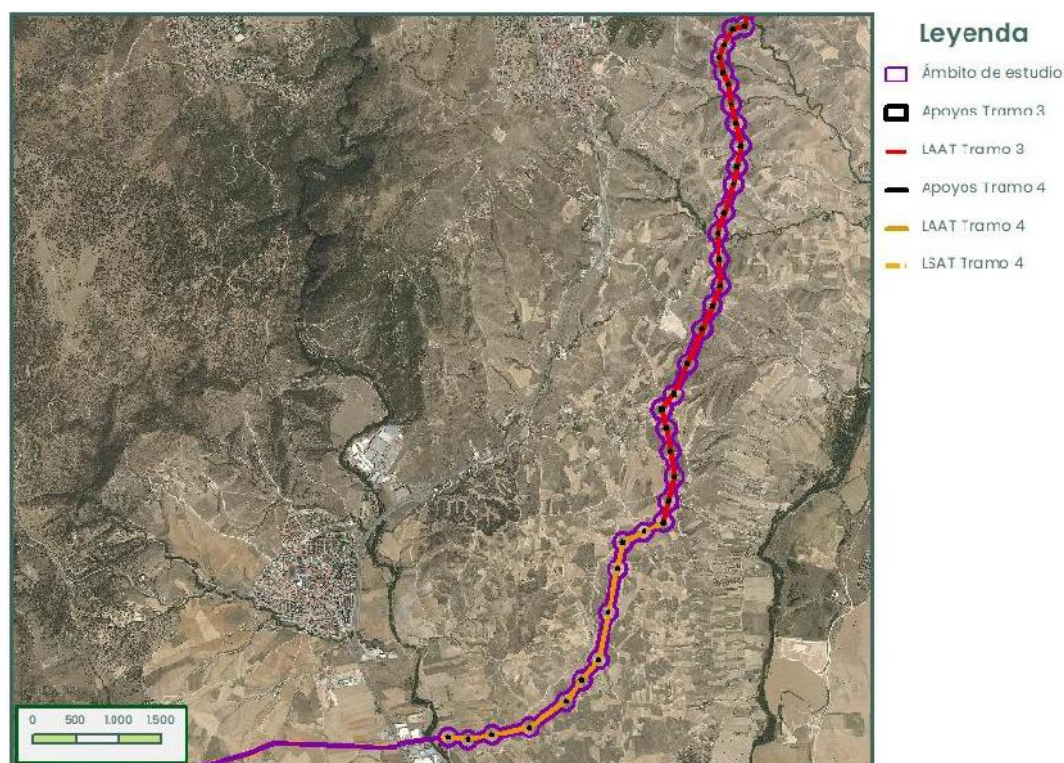 Leyenda
Ámbito de estudio
Apoyos Tramo 3
LAAT Tramo 3
Apoyos Tramo 4
LAAT Tramo 4
LSAT Tramo 4
0 500 1.000 1.500